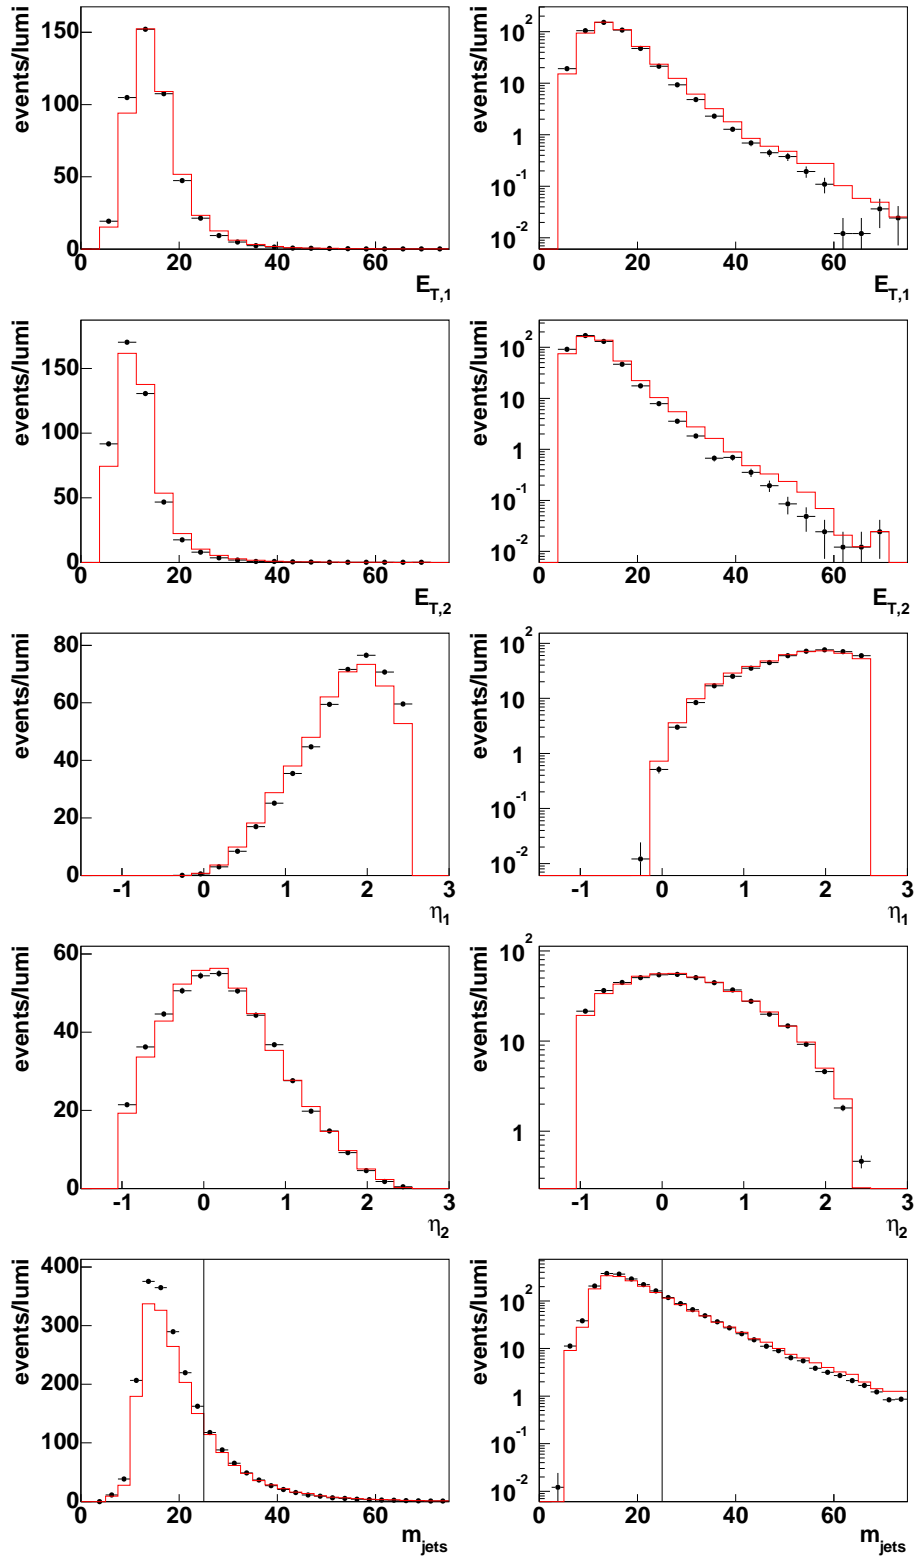 events/lumi
150
100
50
0
0 20 40 60
E_T,1
events/lumi
10^2
10
1
10^-1
10^-2
0 20 40 60
E_T,1
events/lumi
150
100
50
0
0 20 40 60
E_T,2
events/lumi
10^2
10
1
10^-1
10^-2
0 20 40 60
E_T,2
events/lumi
80
60
40
20
0
-1 0 1 2 3
η_1
events/lumi
10^2
10
1
10^-1
10^-2
-1 0 1 2 3
η_1
events/lumi
60
40
20
0
-1 0 1 2 3
η_2
events/lumi
10^2
10
1
-1 0 1 2 3
η_2
events/lumi
400
300
200
100
0
0 20 40 60
m_jets
events/lumi
10^2
10
1
10^-1
10^-2
0 20 40 60
m_jets